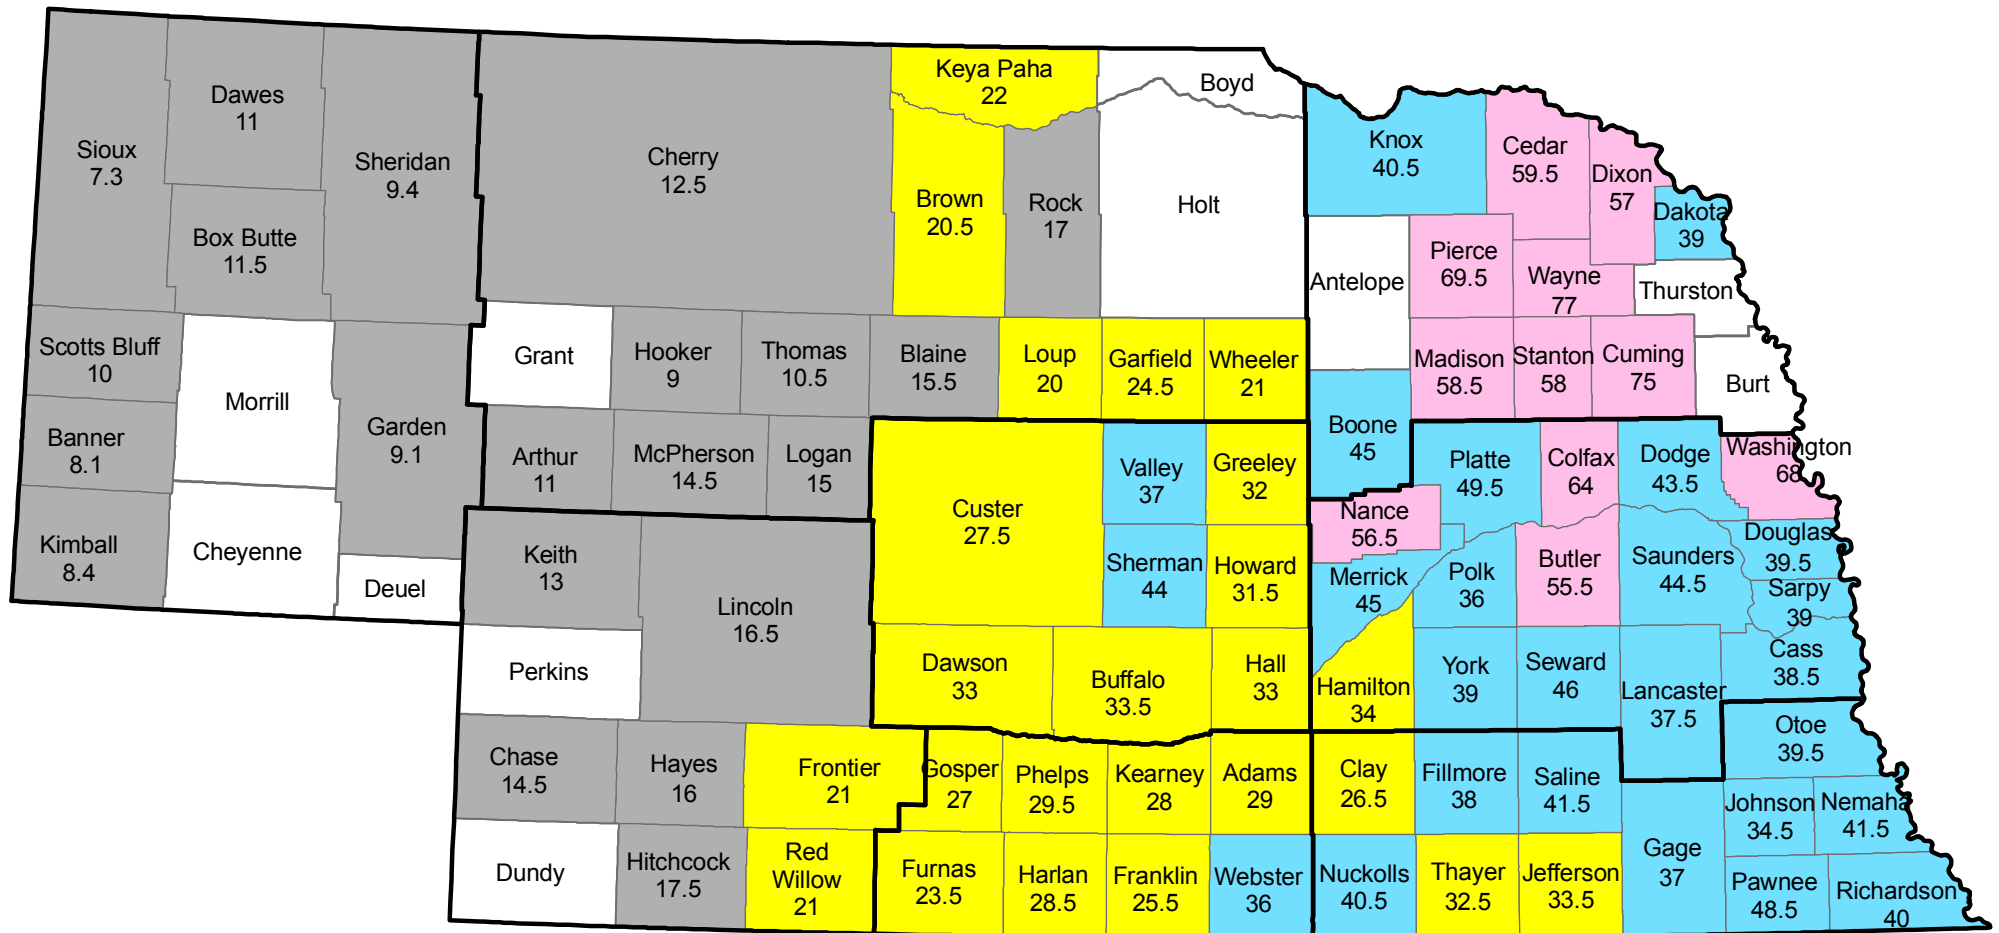 Sioux
7.3
Dawes
11
Sheridan
9.4
Box Butte
11.5
Scotts Bluff
10
Banner
8.1
Kimball
8.4
Morrill
Cheyenne
Garden
9.1
Deuel
Cherry
12.5
Keya Paha
22
Brown
20.5
Rock
17
Boyd
Holt
Grant
Hooker
9
Thomas
10.5
Blaine
15.5
Loup
20
Garfield
24.5
Wheeler
21
Arthur
11
McPherson
14.5
Logan
15
Knox
40.5
Cedar
59.5
Dixon
57
Dakota
39
Antelope
Pierce
69.5
Wayne
77
Thurston
Madison
58.5
Stanton
58
Cuming
75
Burt
Boone
45
Keith
13
Lincoln
16.5
Perkins
Chase
14.5
Hayes
16
Frontier
21
Dundy
Hitchcock
17.5
Red
Willow
21
Custer
27.5
Valley
37
Greeley
32
Sherman
44
Howard
31.5
Dawson
33
Buffalo
33.5
Hall
33
Platte
49.5
Colfax
64
Dodge
43.5
Washington
68
Nance
56.5
Merrick
45
Polk
36
Butler
55.5
Saunders
44.5
Douglas
39.5
Sarpy
39
Cass
38.5
Hamilton
34
York
39
Seward
46
Lancaster
37.5
Gosper
27
Phelps
29.5
Kearney
28
Adams
29
Furnas
23.5
Harlan
28.5
Franklin
25.5
Webster
36
Clay
26.5
Fillmore
38
Saline
41.5
Otoe
39.5
Nuckolls
40.5
Thayer
32.5
Jefferson
33.5
Gage
37
Johnson
34.5
Nemaha
41.5
Pawnee
48.5
Richardson
40